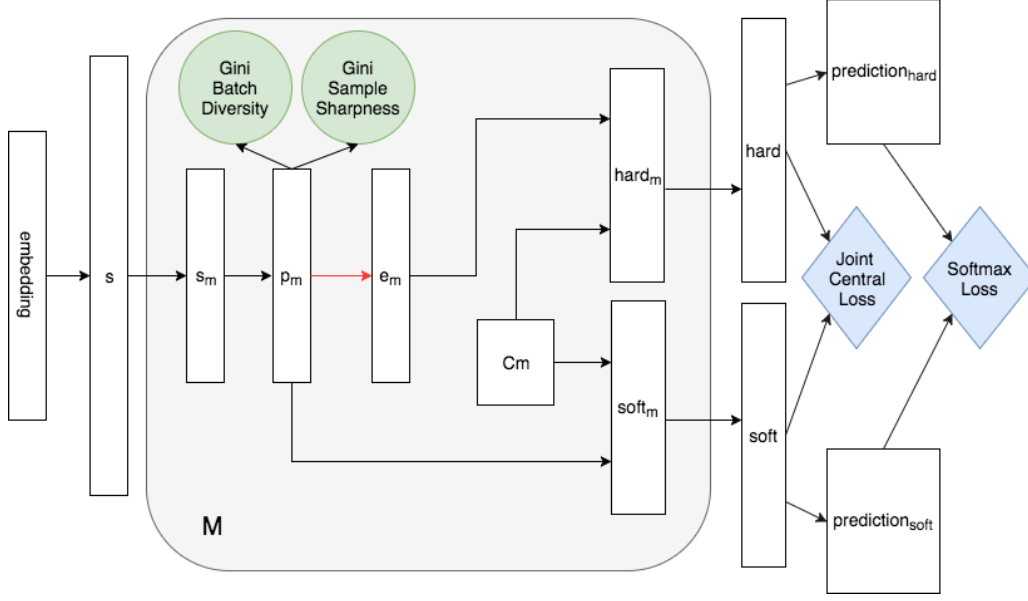 embedding
s
Gini
Batch
Diversity
Gini
Sample
Sharpness
s_m
p_m
e_m
Cm
hard_m
soft_m
M
hard
soft
prediction_hard
Joint
Central
Loss
Softmax
Loss
prediction_soft